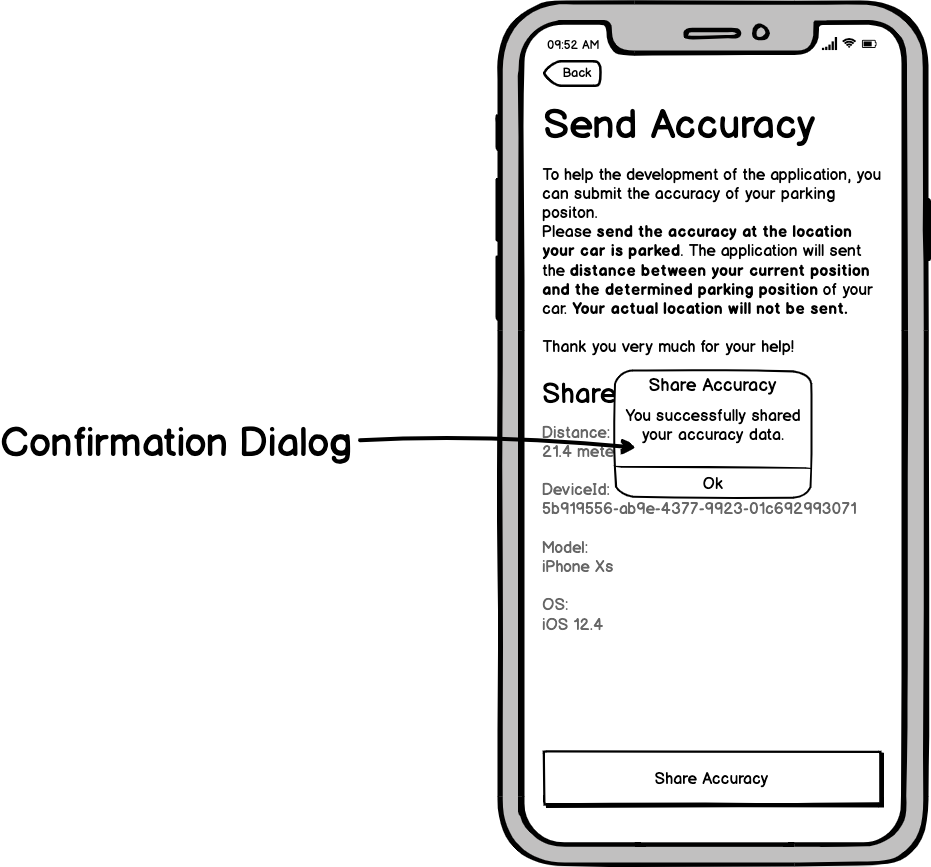 09:52 AM
Back
Send Accuracy
To help the development of the application, you
can submit the accuracy of your parking
positon.
Please send the accuracy at the location
your car is parked. The application will sent
the distance between your current position
and the determined parking position of your
car. Your actual location will not be sent.
Thank you very much for your help!
Share
Share Accuracy
You successfully shared
your accuracy data.
Ok
Confirmation Dialog
Distance:
21.4 mete
DeviceId:
5b919556-ab9e-4377-9923-01c692993071
Model:
iPhone Xs
OS:
iOS 12.4
Share Accuracy